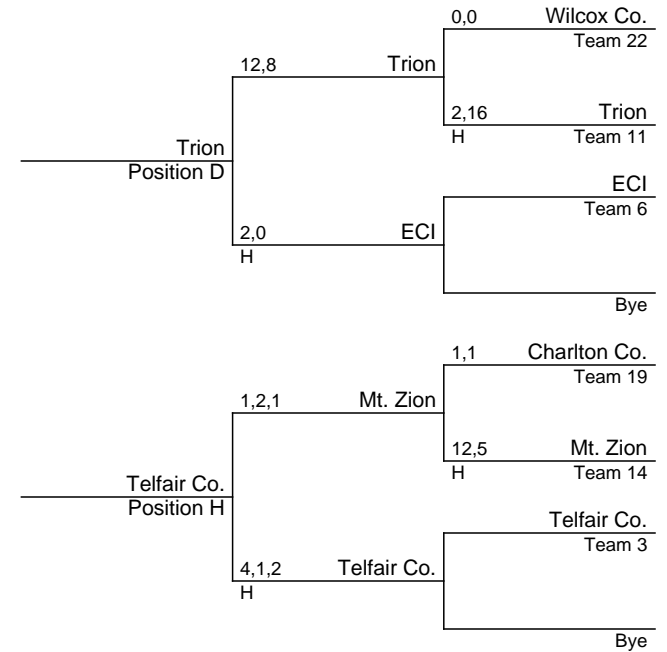 0,0 Wilcox Co.
Team 22
12,8 Trion
2,16 Trion
H Team 11
Trion
Position D
ECI
Team 6
2,0 ECI
H
Bye
1,1 Charlton Co.
Team 19
1,2,1 Mt. Zion
12,5 Mt. Zion
H Team 14
Telfair Co.
Position H
Telfair Co.
Team 3
4,1,2 Telfair Co.
H
Bye